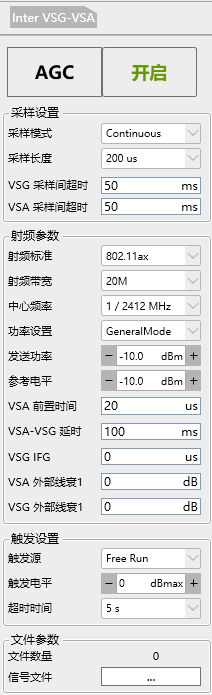 Inter VSG-VSA
AGC 开启
采样设置
采样模式 Continuous
采样长度 200 us
VSG 采样间超时 50 ms
VSA 采样间超时 50 ms
射频参数
射频标准 802.11ax
射频带宽 20M
中心频率 1 / 2412 MHz
功率设置 GeneralMode
发送功率 − -10.0 dBm +
参考电平 − -10.0 dBm +
VSA 前置时间 20 us
VSA-VSG 延时 100 ms
VSG IFG 0 us
VSA 外部线衰1 0 dB
VSG 外部线衰1 0 dB
触发设置
触发源 Free Run
触发电平 − 0 dBmax +
超时时间 5 s
文件参数
文件数量 0
信号文件 ...